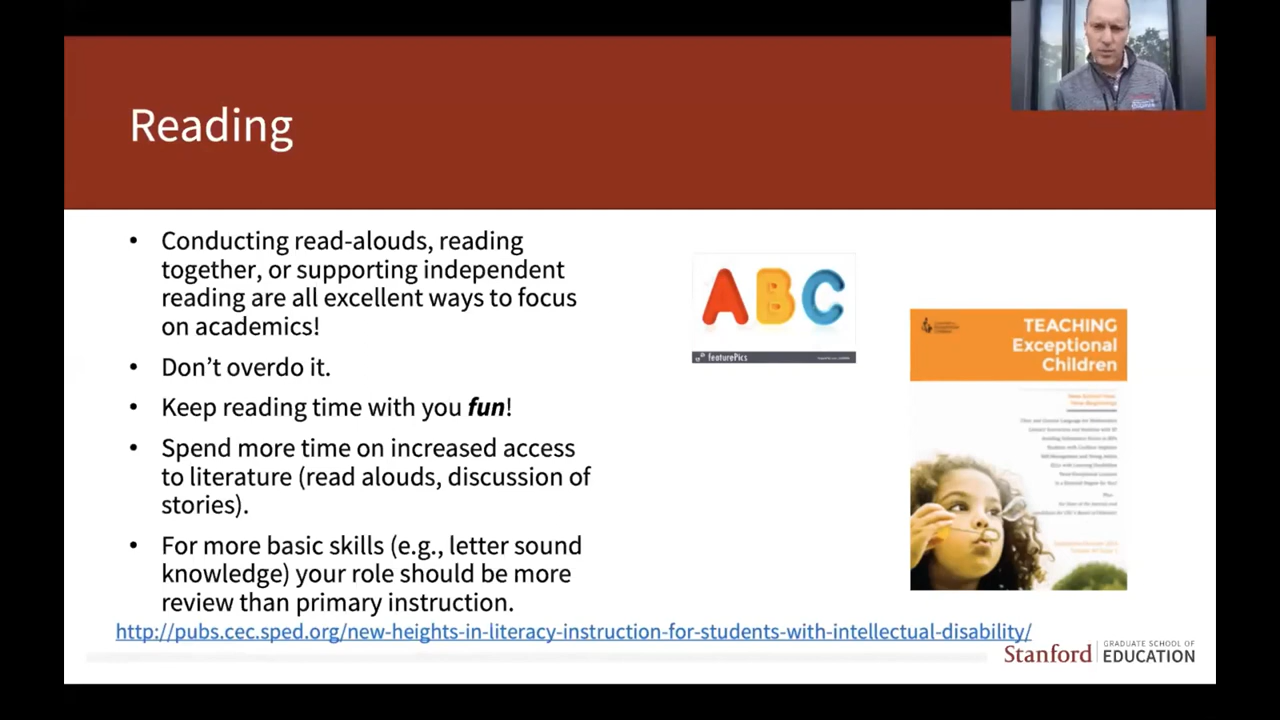 Reading
• Conducting read-alouds, reading
together, or supporting independent
reading are all excellent ways to focus
on academics!
• Don’t overdo it.
• Keep reading time with you fun!
• Spend more time on increased access
to literature (read alouds, discussion of
stories).
• For more basic skills (e.g., letter sound
knowledge) your role should be more
review than primary instruction.
http://pubs.cec.sped.org/new-heights-in-literacy-instruction-for-students-with-intellectual-disability/
ABC
featurePics
TEACHING
Exceptional
Children
Stanford
GRADUATE SCHOOL OF
EDUCATION